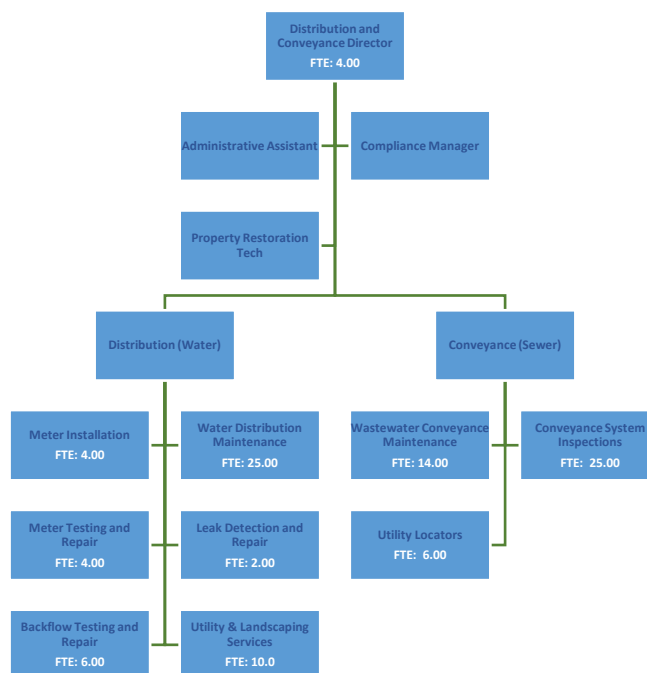 Distribution and
Conveyance Director
FTE: 4.00
Administrative Assistant
Compliance Manager
Property Restoration
Tech
Distribution (Water)
Conveyance (Sewer)
Meter Installation
FTE: 4.00
Water Distribution
Maintenance
FTE: 25.00
Wastewater Conveyance
Maintenance
FTE: 14.00
Conveyance System
Inspections
FTE: 25.00
Meter Testing and
Repair
FTE: 4.00
Leak Detection and
Repair
FTE: 2.00
Utility Locators
FTE: 6.00
Backflow Testing and
Repair
FTE: 6.00
Utility & Landscaping
Services
FTE: 10.0